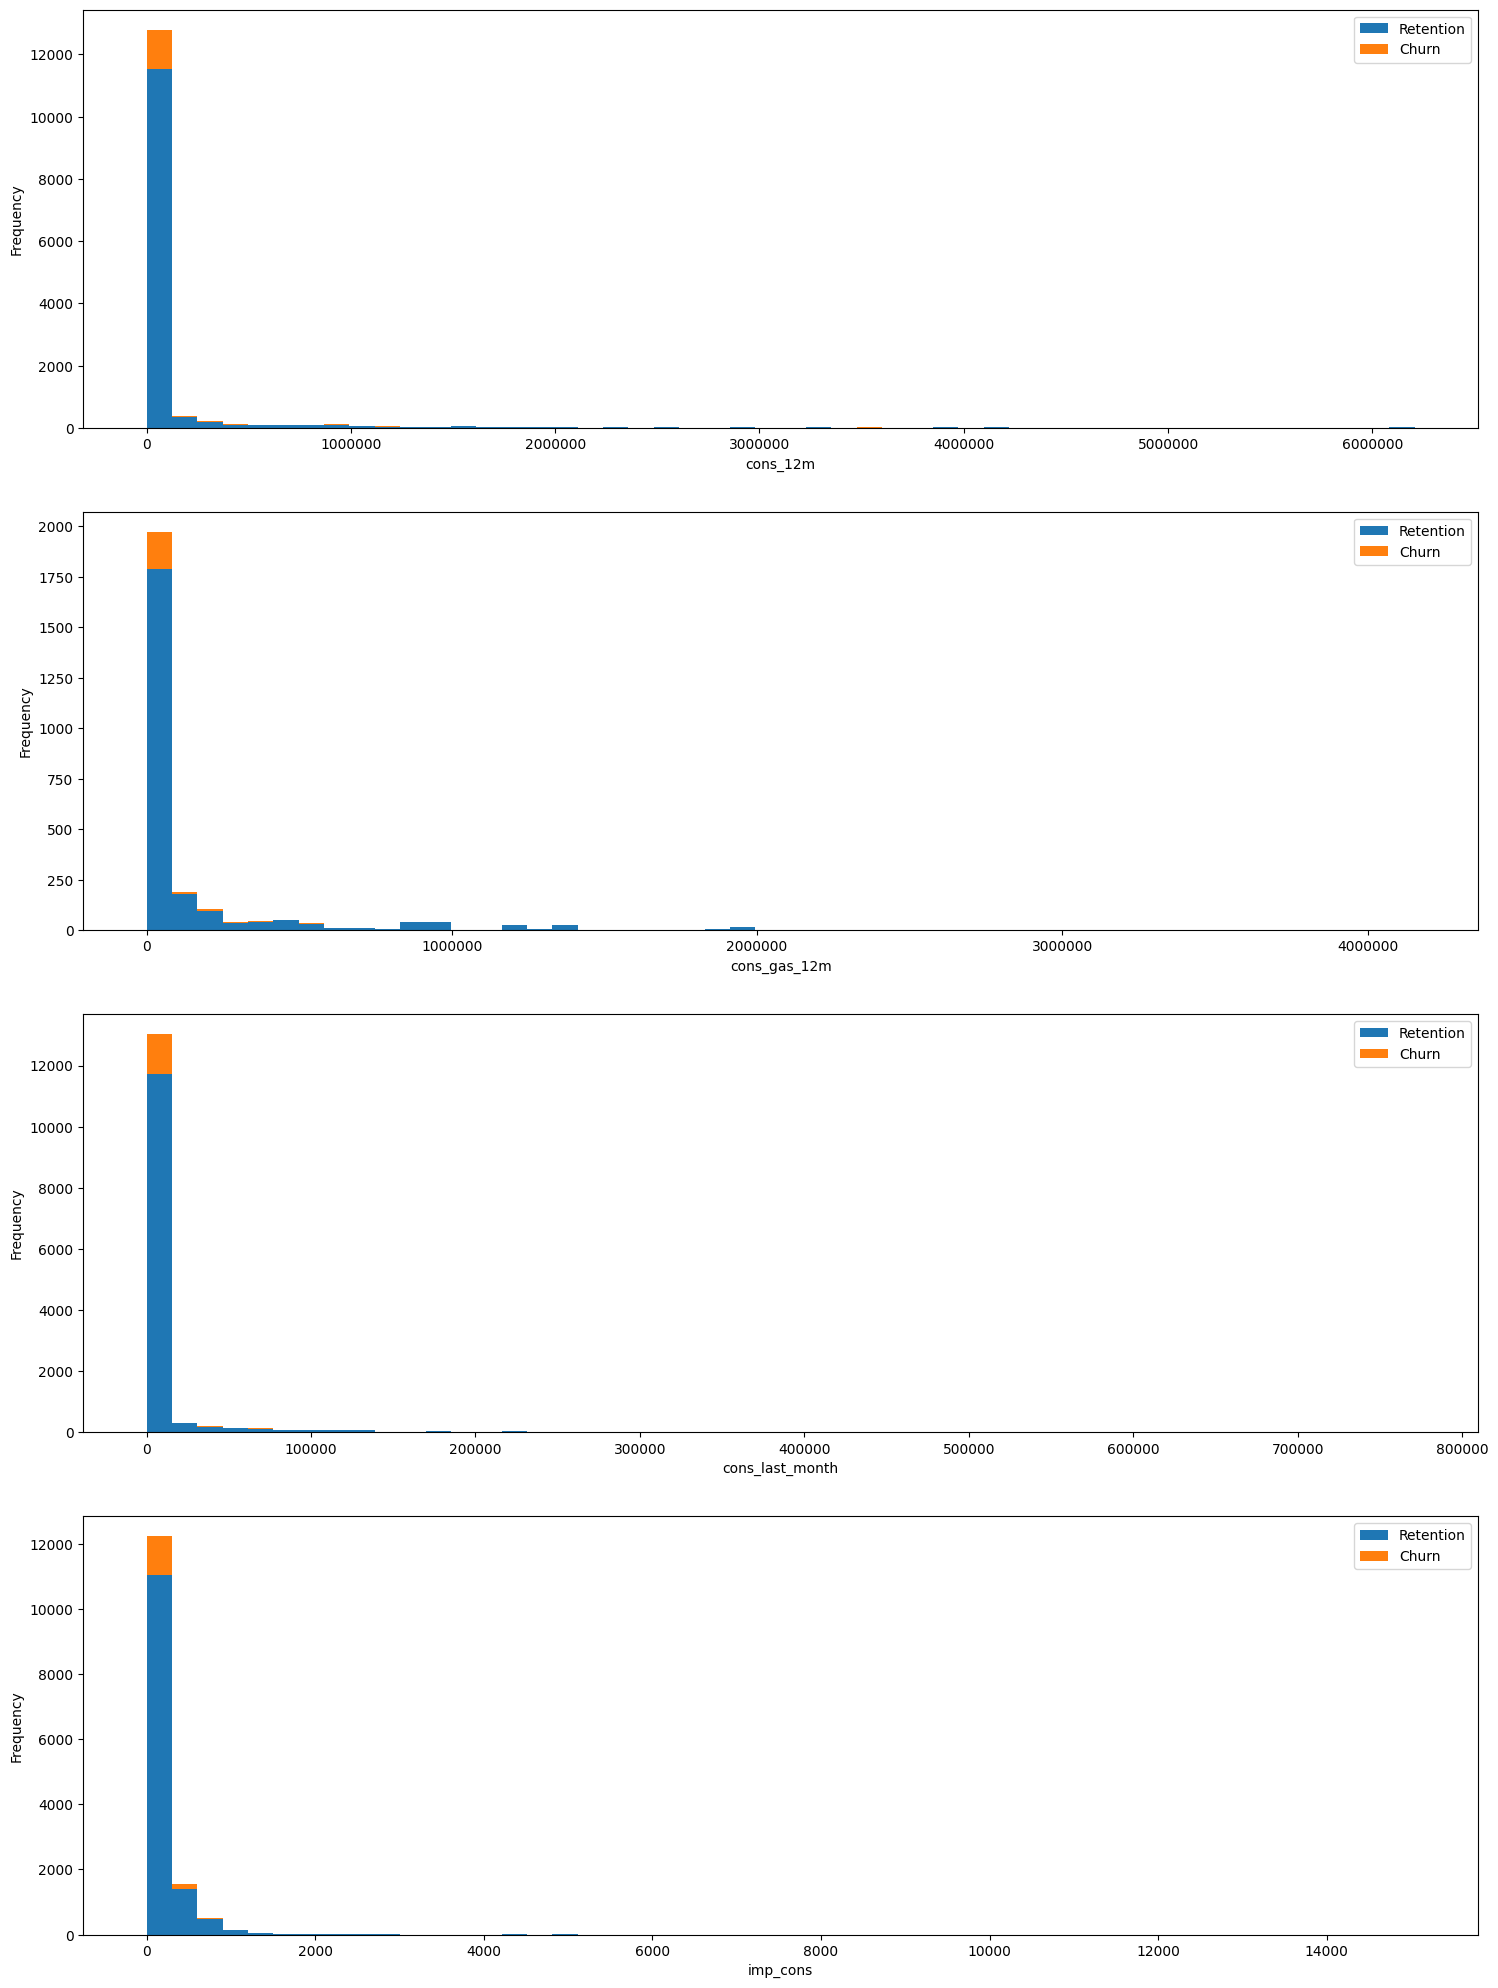 Retention
Churn
12000
10000
8000
6000
4000
2000
0
Frequency
0 1000000 2000000 3000000 4000000 5000000 6000000
cons_12m
Retention
Churn
2000
1750
1500
1250
1000
750
500
250
0
Frequency
0 1000000 2000000 3000000 4000000
cons_gas_12m
Retention
Churn
12000
10000
8000
6000
4000
2000
0
Frequency
0 100000 200000 300000 400000 500000 600000 700000 800000
cons_last_month
Retention
Churn
12000
10000
8000
6000
4000
2000
0
Frequency
0 2000 4000 6000 8000 10000 12000 14000
imp_cons